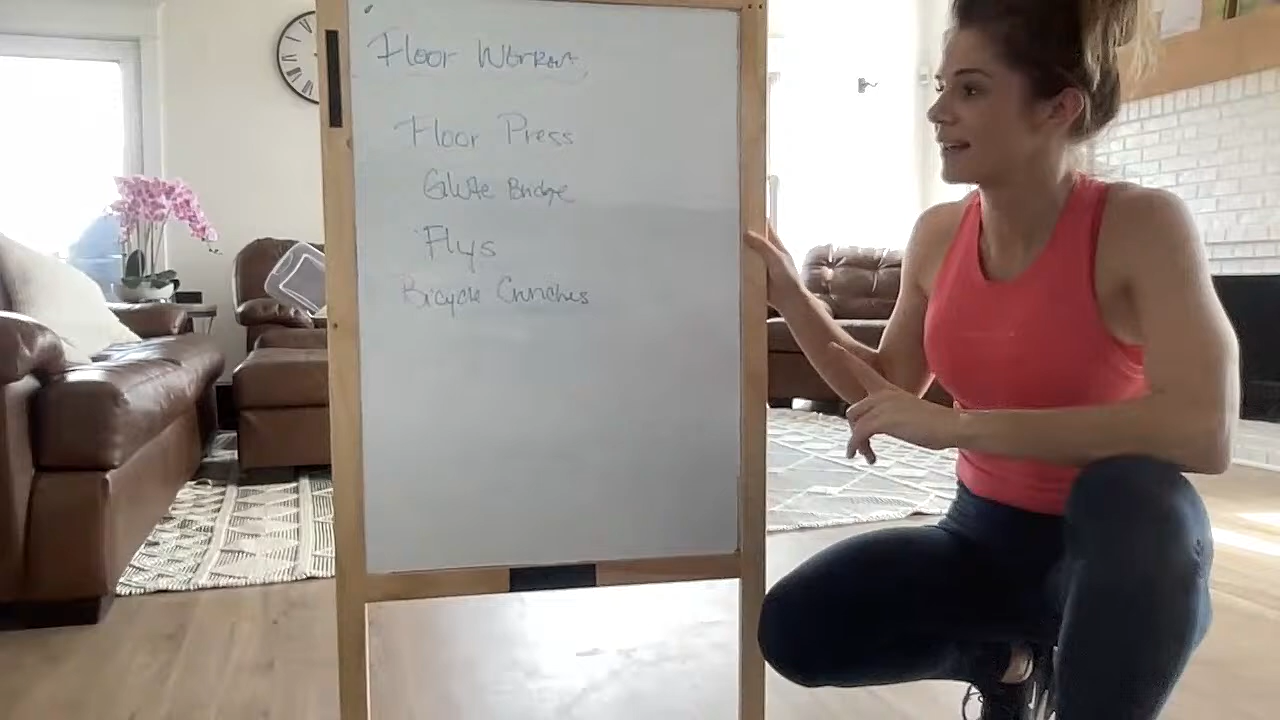 Floor Workout
Floor Press
Glute Bridge
Flys
Bicycle Crunches